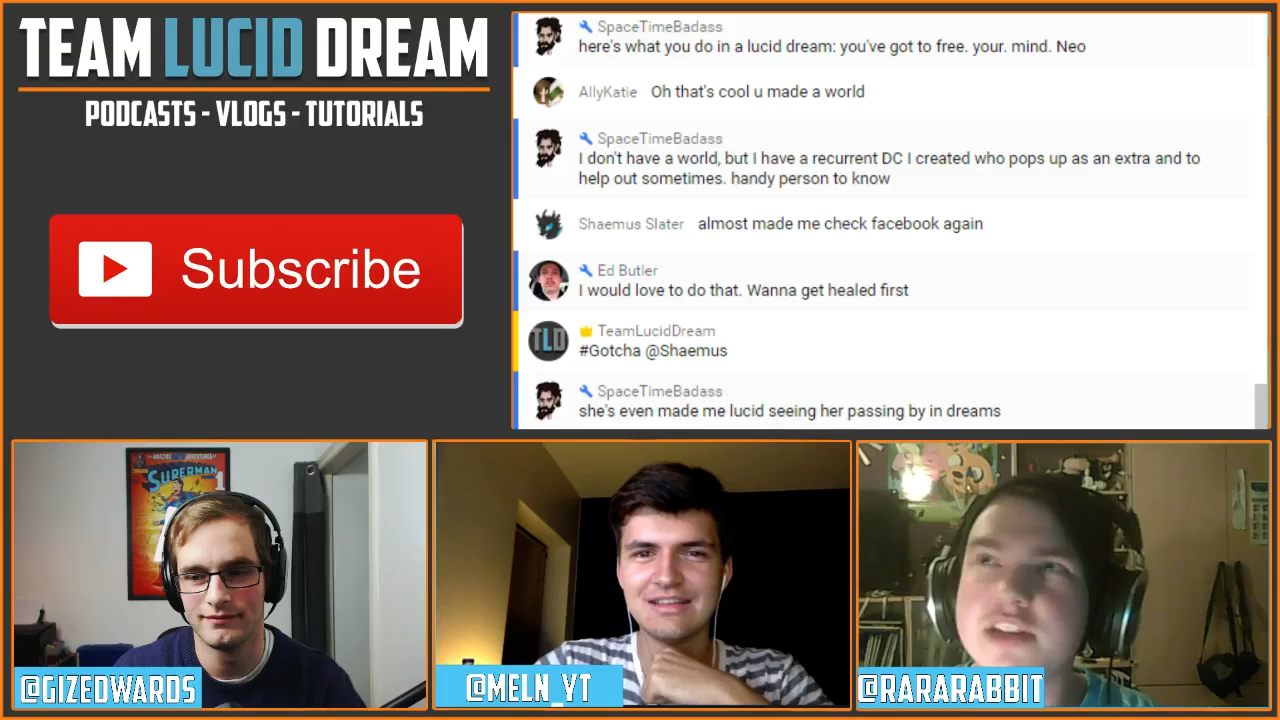 TEAM LUCID DREAM
PODCASTS - VLOGS - TUTORIALS
Subscribe
SpaceTimeBadass
here's what you do in a lucid dream: you've got to free. your. mind. Neo
AllyKatie Oh that's cool u made a world
SpaceTimeBadass
I don't have a world, but I have a recurrent DC I created who pops up as an extra and to
help out sometimes. handy person to know
Shaemus Slater almost made me check facebook again
Ed Butler
I would love to do that. Wanna get healed first
TLD
TeamLucidDream
#Gotcha @Shaemus
SpaceTimeBadass
she's even made me lucid seeing her passing by in dreams
SUPERMAN
1
@GIZEDWARDS
@MELN_YT
@RARARABBIT